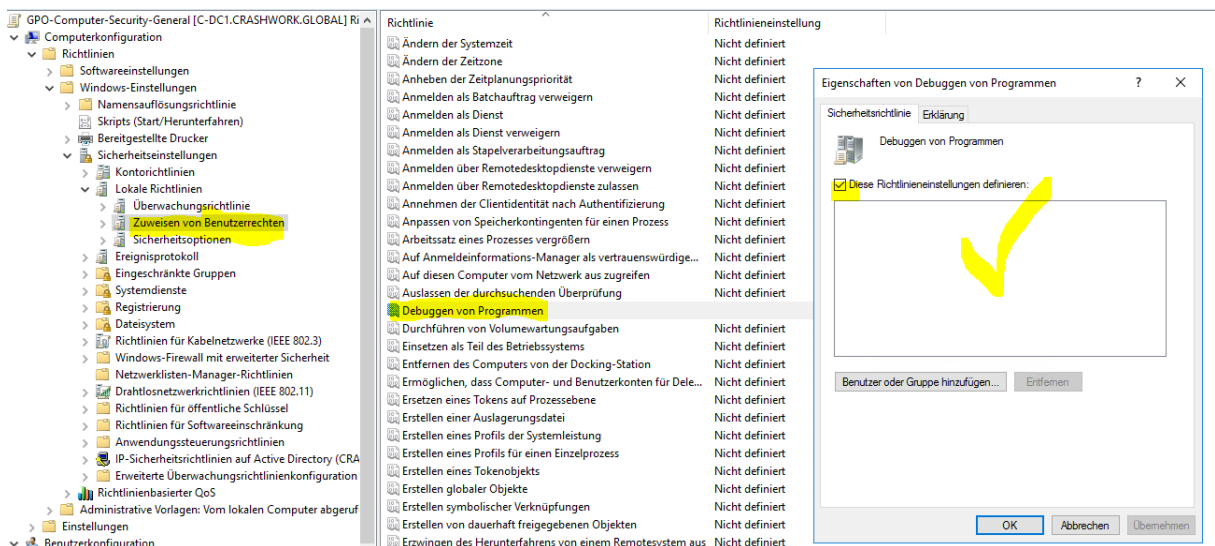 GPO-Computer-Security-General [C-DC1.CRASHWORK.GLOBAL] Ri
Computerkonfiguration
Richtlinien
Softwareeinstellungen
Windows-Einstellungen
Namensauflösungsrichtlinie
Skripts (Start/Herunterfahren)
Bereitgestellte Drucker
Sicherheitseinstellungen
Kontorichtlinien
Lokale Richtlinien
Überwachungsrichtlinie
Zuweisen von Benutzerrechten
Sicherheitsoptionen
Ereignisprotokoll
Eingeschränkte Gruppen
Systemdienste
Registrierung
Dateisystem
Richtlinien für Kabelnetzwerke (IEEE 802.3)
Windows-Firewall mit erweiterter Sicherheit
Netzwerklisten-Manager-Richtlinien
Drahtlosnetzwerkrichtlinien (IEEE 802.11)
Richtlinien für öffentliche Schlüssel
Richtlinien für Softwareeinschränkung
Anwendungssteuerungsrichtlinien
IP-Sicherheitsrichtlinien auf Active Directory (CRA
Erweiterte Überwachungsrichtlinienkonfiguration
Richtlinienbasierter QoS
Administrative Vorlagen: Vom lokalen Computer abgeruf
Einstellungen
Benutzerkonfiguration
Richtlinie Richtlinieneinstellung
Ändern der Systemzeit Nicht definiert
Ändern der Zeitzone Nicht definiert
Anheben der Zeitplanungspriorität Nicht definiert
Anmelden als Batchauftrag verweigern Nicht definiert
Anmelden als Dienst Nicht definiert
Anmelden als Dienst verweigern Nicht definiert
Anmelden als Stapelverarbeitungsauftrag Nicht definiert
Anmelden über Remotedesktopdienste verweigern Nicht definiert
Anmelden über Remotedesktopdienste zulassen Nicht definiert
Annehmen der Clientidentität nach Authentifizierung Nicht definiert
Anpassen von Speicherkontingenten für einen Prozess Nicht definiert
Arbeitssatz eines Prozesses vergrößern Nicht definiert
Auf Anmeldeinformations-Manager als vertrauenswürdige... Nicht definiert
Auf diesen Computer vom Netzwerk aus zugreifen Nicht definiert
Auslassen der durchsuchenden Überprüfung Nicht definiert
Debuggen von Programmen
Durchführen von Volumewartungsaufgaben Nicht definiert
Einsetzen als Teil des Betriebssystems Nicht definiert
Entfernen des Computers von der Docking-Station Nicht definiert
Ermöglichen, dass Computer- und Benutzerkonten für Dele... Nicht definiert
Ersetzen eines Tokens auf Prozessebene Nicht definiert
Erstellen einer Auslagerungsdatei Nicht definiert
Erstellen eines Profils der Systemleistung Nicht definiert
Erstellen eines Profils für einen Einzelprozess Nicht definiert
Erstellen eines Tokenobjekts Nicht definiert
Erstellen globaler Objekte Nicht definiert
Erstellen symbolischer Verknüpfungen Nicht definiert
Erstellen von dauerhaft freigegebenen Objekten Nicht definiert
Erzwingen des Herunterfahrens von einem Remotesystem aus Nicht definiert
Eigenschaften von Debuggen von Programmen ? X
Sicherheitsrichtlinie Erklärung
Debuggen von Programmen
Diese Richtlinieneinstellungen definieren:
Benutzer oder Gruppe hinzufügen... Entfernen
OK Abbrechen Übernehmen